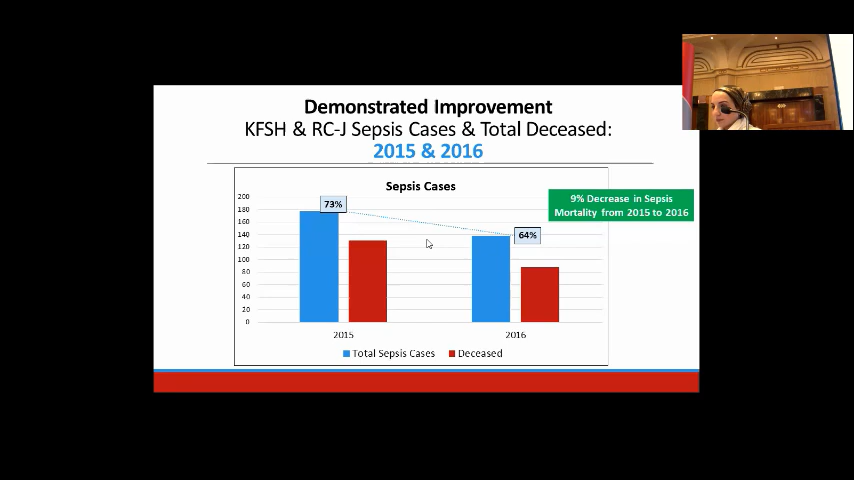 Demonstrated Improvement
KFSH & RC-J Sepsis Cases & Total Deceased:
2015 & 2016
Sepsis Cases
9% Decrease in Sepsis
Mortality from 2015 to 2016
200
180
160
140
120
100
80
60
40
20
0
73%
64%
2015
2016
Total Sepsis Cases
Deceased